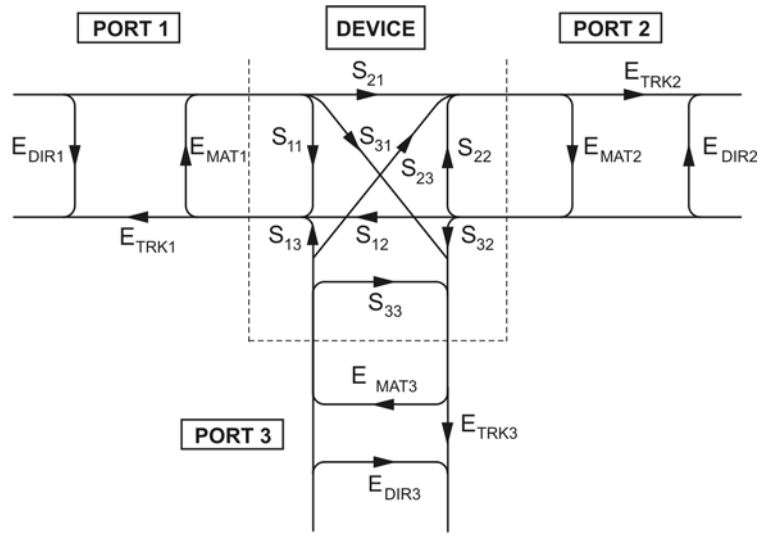 PORT 1
DEVICE
PORT 2
S21
ETRK2
EDIR1
EMAT1
S11
S31
S23
S22
EMAT2
EDIR2
ETRK1
S13
S12
S32
S33
EMAT3
PORT 3
ETRK3
EDIR3